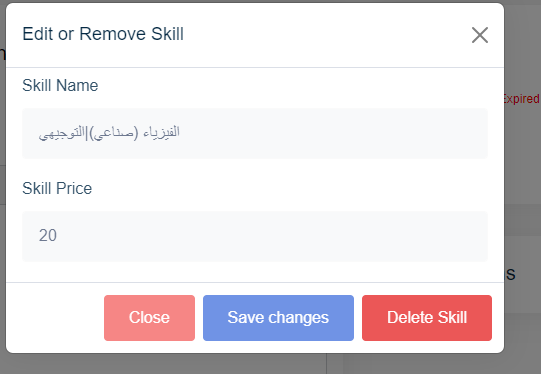 Edit or Remove Skill
Expired
Skill Name
الفيزياء (صناعي)|التوجيهي
Skill Price
20
s
Close
Save changes
Delete Skill